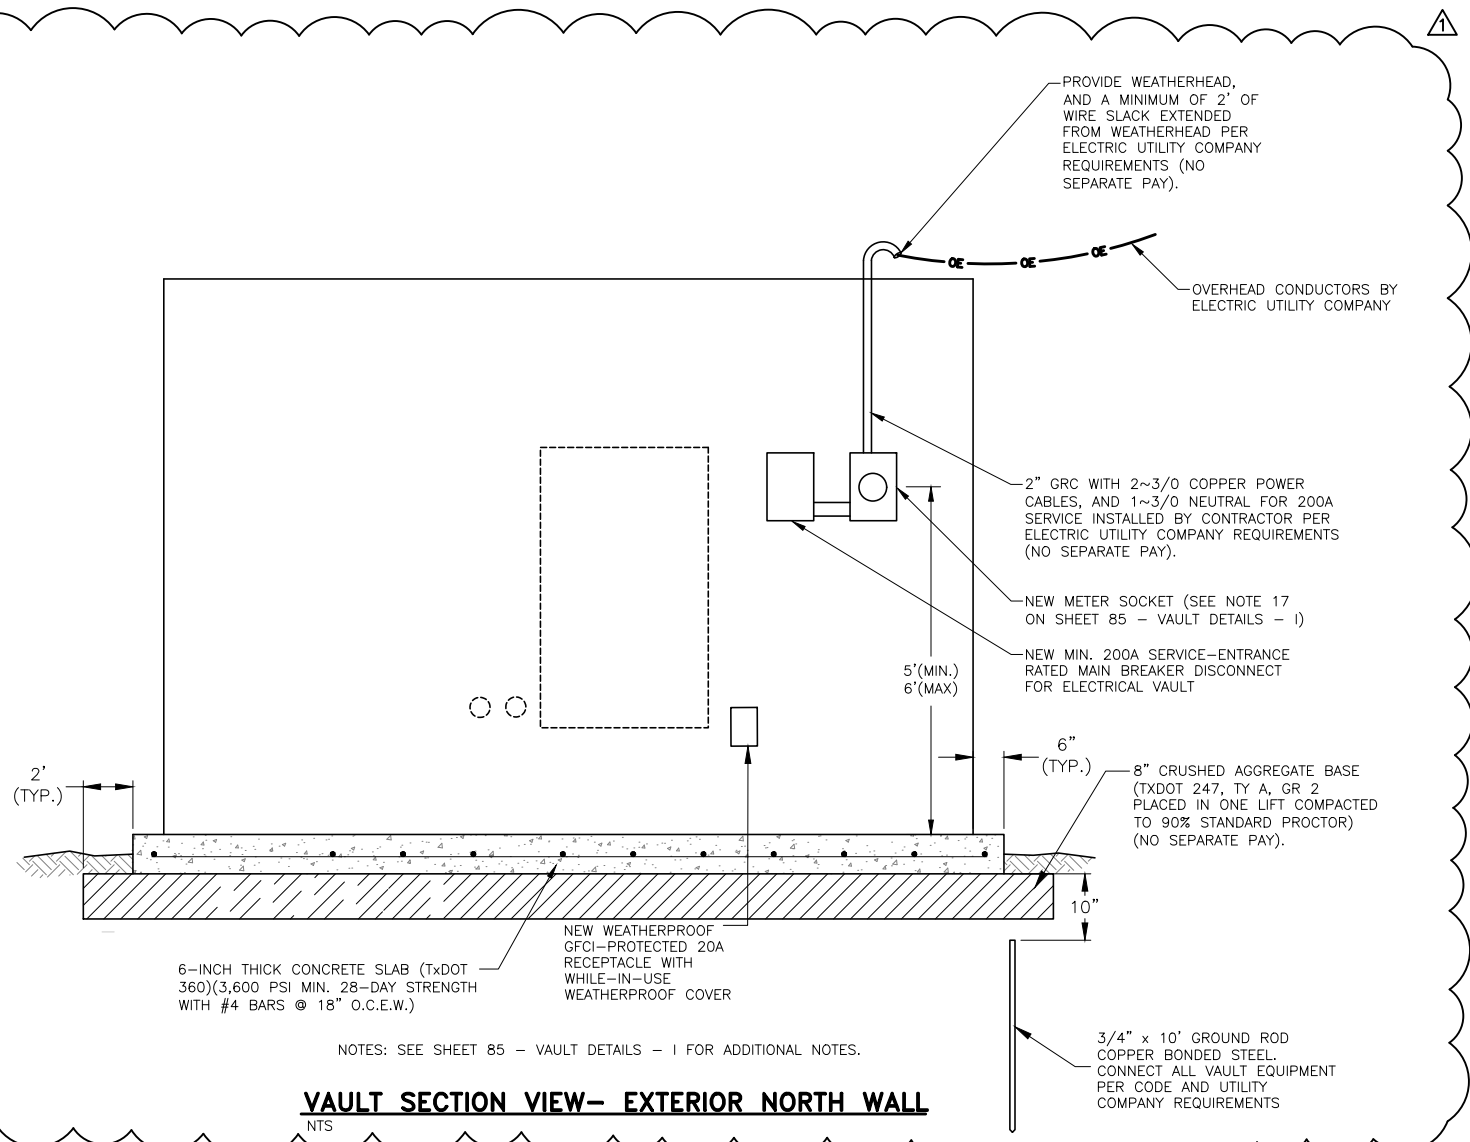 1
PROVIDE WEATHERHEAD,
AND A MINIMUM OF 2' OF
WIRE SLACK EXTENDED
FROM WEATHERHEAD PER
ELECTRIC UTILITY COMPANY
REQUIREMENTS (NO
SEPARATE PAY).
OE OE OE
OVERHEAD CONDUCTORS BY
ELECTRIC UTILITY COMPANY
2" GRC WITH 2~3/0 COPPER POWER
CABLES, AND 1~3/0 NEUTRAL FOR 200A
SERVICE INSTALLED BY CONTRACTOR PER
ELECTRIC UTILITY COMPANY REQUIREMENTS
(NO SEPARATE PAY).
NEW METER SOCKET (SEE NOTE 17
ON SHEET 85 – VAULT DETAILS – I)
NEW MIN. 200A SERVICE–ENTRANCE
RATED MAIN BREAKER DISCONNECT
FOR ELECTRICAL VAULT
5'(MIN.)
6'(MAX)
6"
(TYP.)
2'
(TYP.)
8" CRUSHED AGGREGATE BASE
(TXDOT 247, TY A, GR 2
PLACED IN ONE LIFT COMPACTED
TO 90% STANDARD PROCTOR)
(NO SEPARATE PAY).
10"
NEW WEATHERPROOF
GFCI–PROTECTED 20A
RECEPTACLE WITH
WHILE–IN–USE
WEATHERPROOF COVER
6–INCH THICK CONCRETE SLAB (TxDOT
360)(3,600 PSI MIN. 28–DAY STRENGTH
WITH #4 BARS @ 18" O.C.E.W.)
3/4" x 10' GROUND ROD
COPPER BONDED STEEL.
CONNECT ALL VAULT EQUIPMENT
PER CODE AND UTILITY
COMPANY REQUIREMENTS
NOTES: SEE SHEET 85 – VAULT DETAILS – I FOR ADDITIONAL NOTES.
VAULT SECTION VIEW– EXTERIOR NORTH WALL
NTS